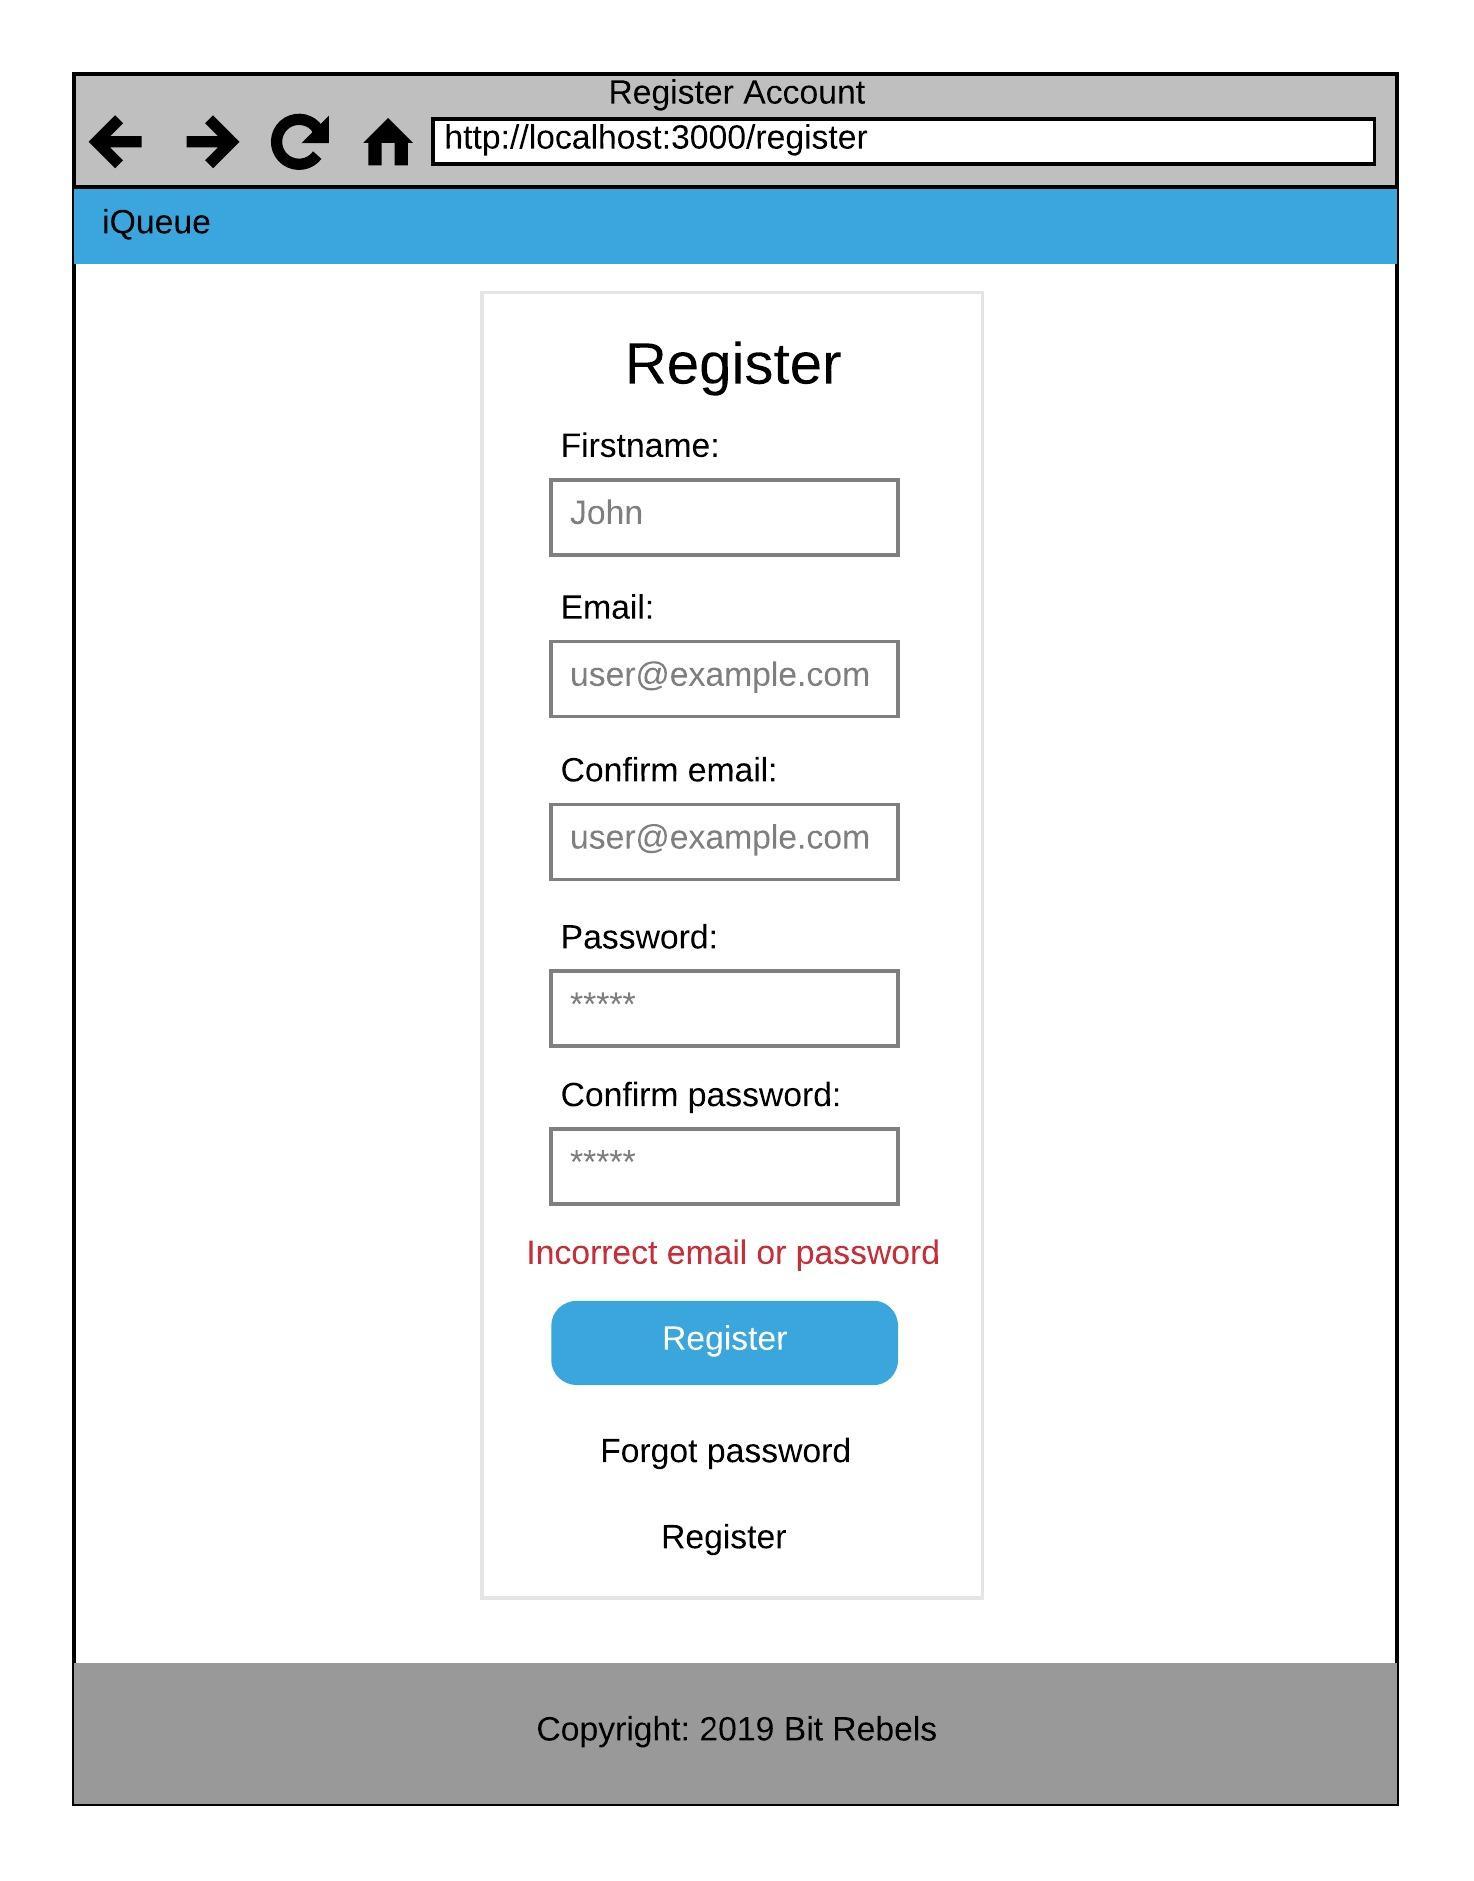 Register Account
http://localhost:3000/register
iQueue
Register
Firstname:
John
Email:
user@example.com
Confirm email:
user@example.com
Password:
*****
Confirm password:
*****
Incorrect email or password
Register
Forgot password
Register
Copyright: 2019 Bit Rebels